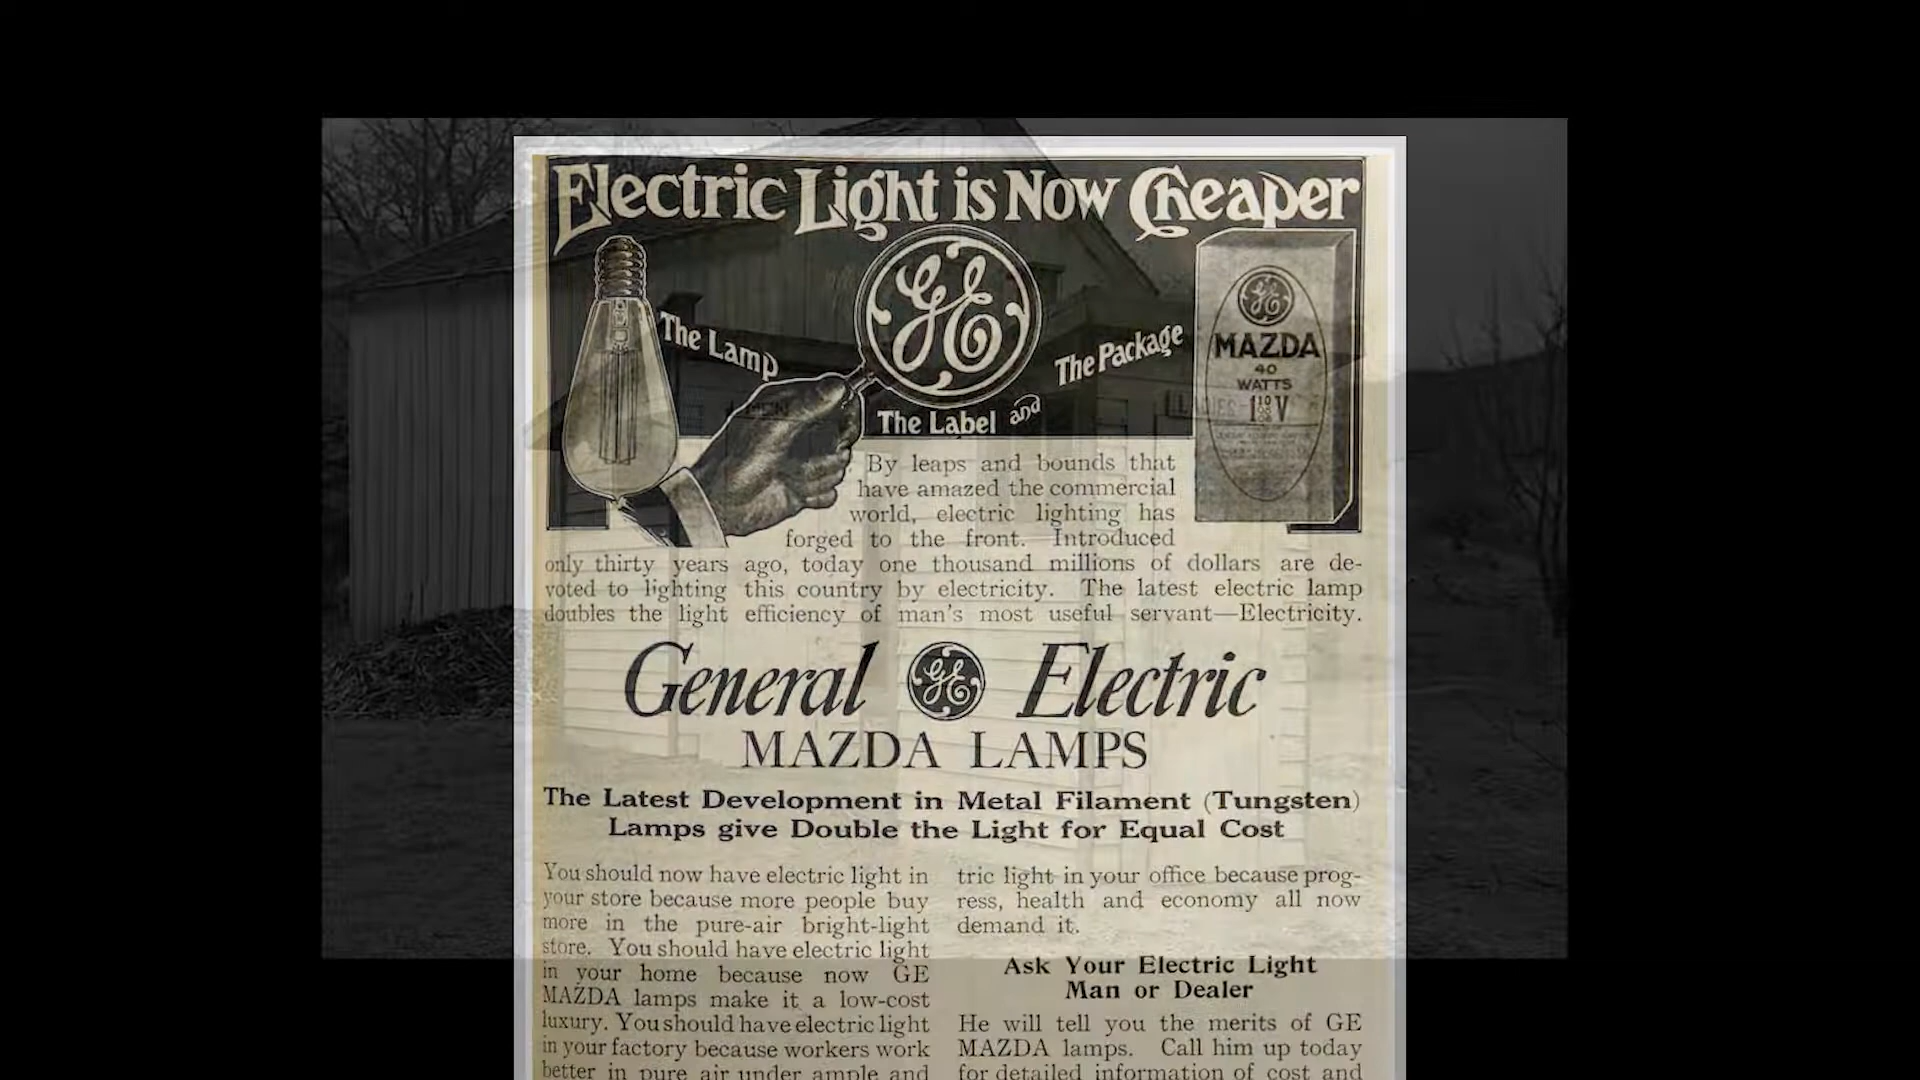 Electric Light is Now Cheaper
The Lamp
The Label and
The Package
GE
GE
MAZDA
40
WATTS
By leaps and bounds that
have amazed the commercial
world, electric lighting has
forged to the front. Introduced
only thirty years ago, today one thousand millions of dollars are de-
voted to lighting this country by electricity. The latest electric lamp
doubles the light efficiency of man's most useful servant—Electricity.
General GE Electric
MAZDA LAMPS
The Latest Development in Metal Filament (Tungsten)
Lamps give Double the Light for Equal Cost
You should now have electric light in
your store because more people buy
more in the pure-air bright-light
store. You should have electric light
in your home because now GE
MAZDA lamps make it a low-cost
luxury. You should have electric light
in your factory because workers work
better in pure air under ample and
tric light in your office because prog-
ress, health and economy all now
demand it.
Ask Your Electric Light
Man or Dealer
He will tell you the merits of GE
MAZDA lamps. Call him up today
for detailed information of cost and